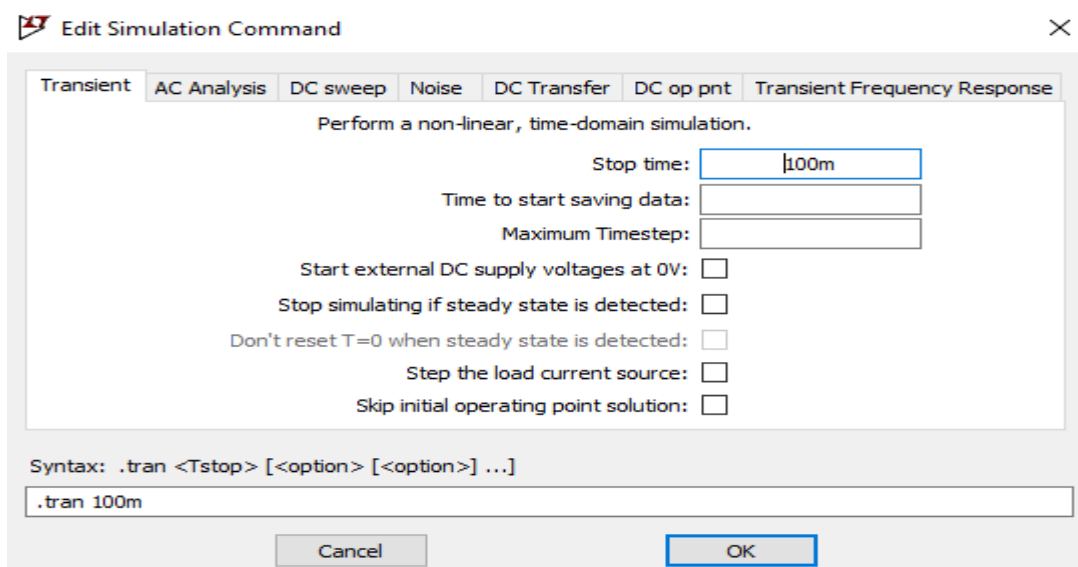 Edit Simulation Command
Transient AC Analysis DC sweep Noise DC Transfer DC op pnt Transient Frequency Response
Perform a non-linear, time-domain simulation.
Stop time: 100m
Time to start saving data:
Maximum Timestep:
Start external DC supply voltages at 0V:
Stop simulating if steady state is detected:
Don't reset T=0 when steady state is detected:
Step the load current source:
Skip initial operating point solution:
Syntax: .tran <Tstop> [<option> [<option>] ...]
.tran 100m
Cancel OK